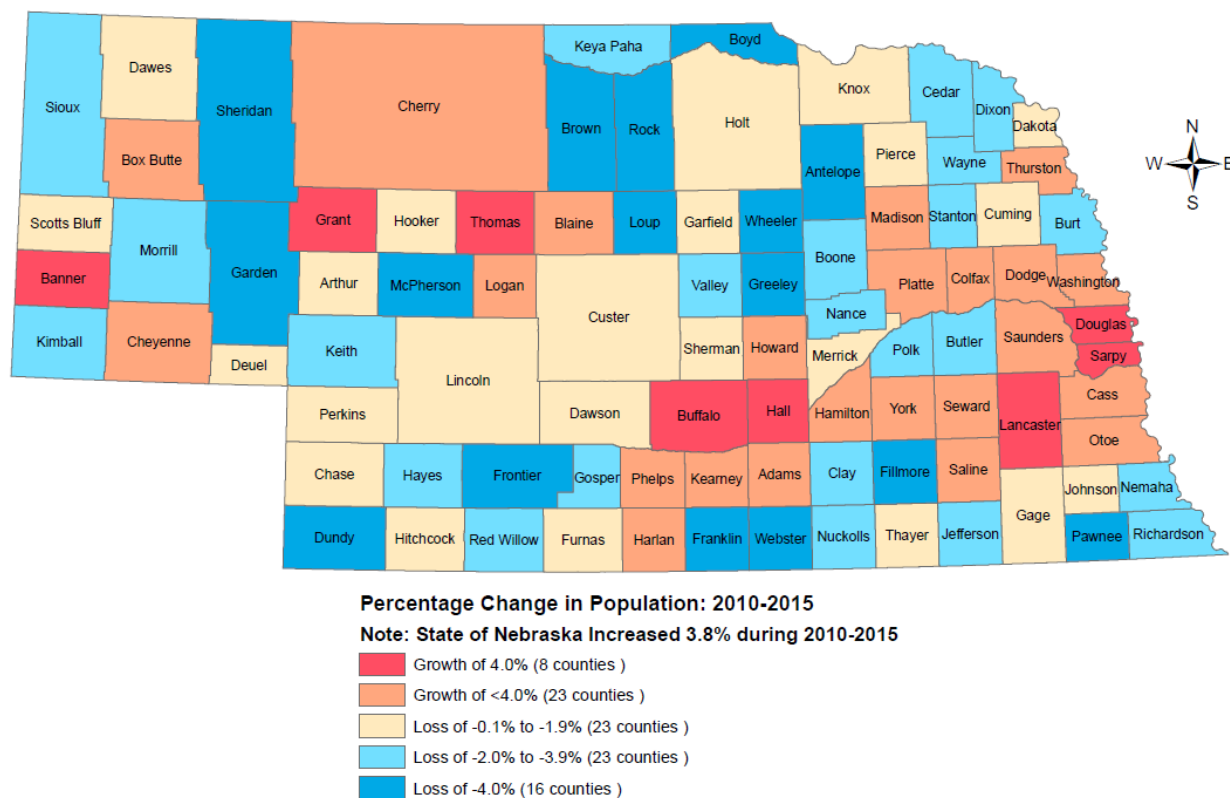 Boyd
Keya Paha
Dawes
Knox
Cedar
Sioux
Cherry
Sheridan
Dixon
Holt
Brown
Rock
Dakota
N
W
E
S
Box Butte
Pierce
Wayne
Antelope
Thurston
Scotts Bluff
Grant
Hooker
Thomas
Blaine
Loup
Garfield
Wheeler
Madison
Stanton
Cuming
Burt
Morrill
Boone
Banner
Garden
Arthur
McPherson
Logan
Valley
Greeley
Platte
Colfax
Dodge
Washington
Custer
Nance
Douglas
Kimball
Cheyenne
Keith
Sherman
Howard
Merrick
Polk
Butler
Saunders
Sarpy
Deuel
Lincoln
Perkins
Dawson
Buffalo
Hall
Hamilton
York
Seward
Lancaster
Cass
Otoe
Chase
Hayes
Frontier
Gosper
Phelps
Kearney
Adams
Clay
Fillmore
Saline
Johnson
Nemaha
Gage
Dundy
Hitchcock
Red Willow
Furnas
Harlan
Franklin
Webster
Nuckolls
Thayer
Jefferson
Pawnee
Richardson
Percentage Change in Population: 2010-2015
Note: State of Nebraska Increased 3.8% during 2010-2015
Growth of 4.0% (8 counties )
Growth of <4.0% (23 counties )
Loss of -0.1% to -1.9% (23 counties )
Loss of -2.0% to -3.9% (23 counties )
Loss of -4.0% (16 counties )